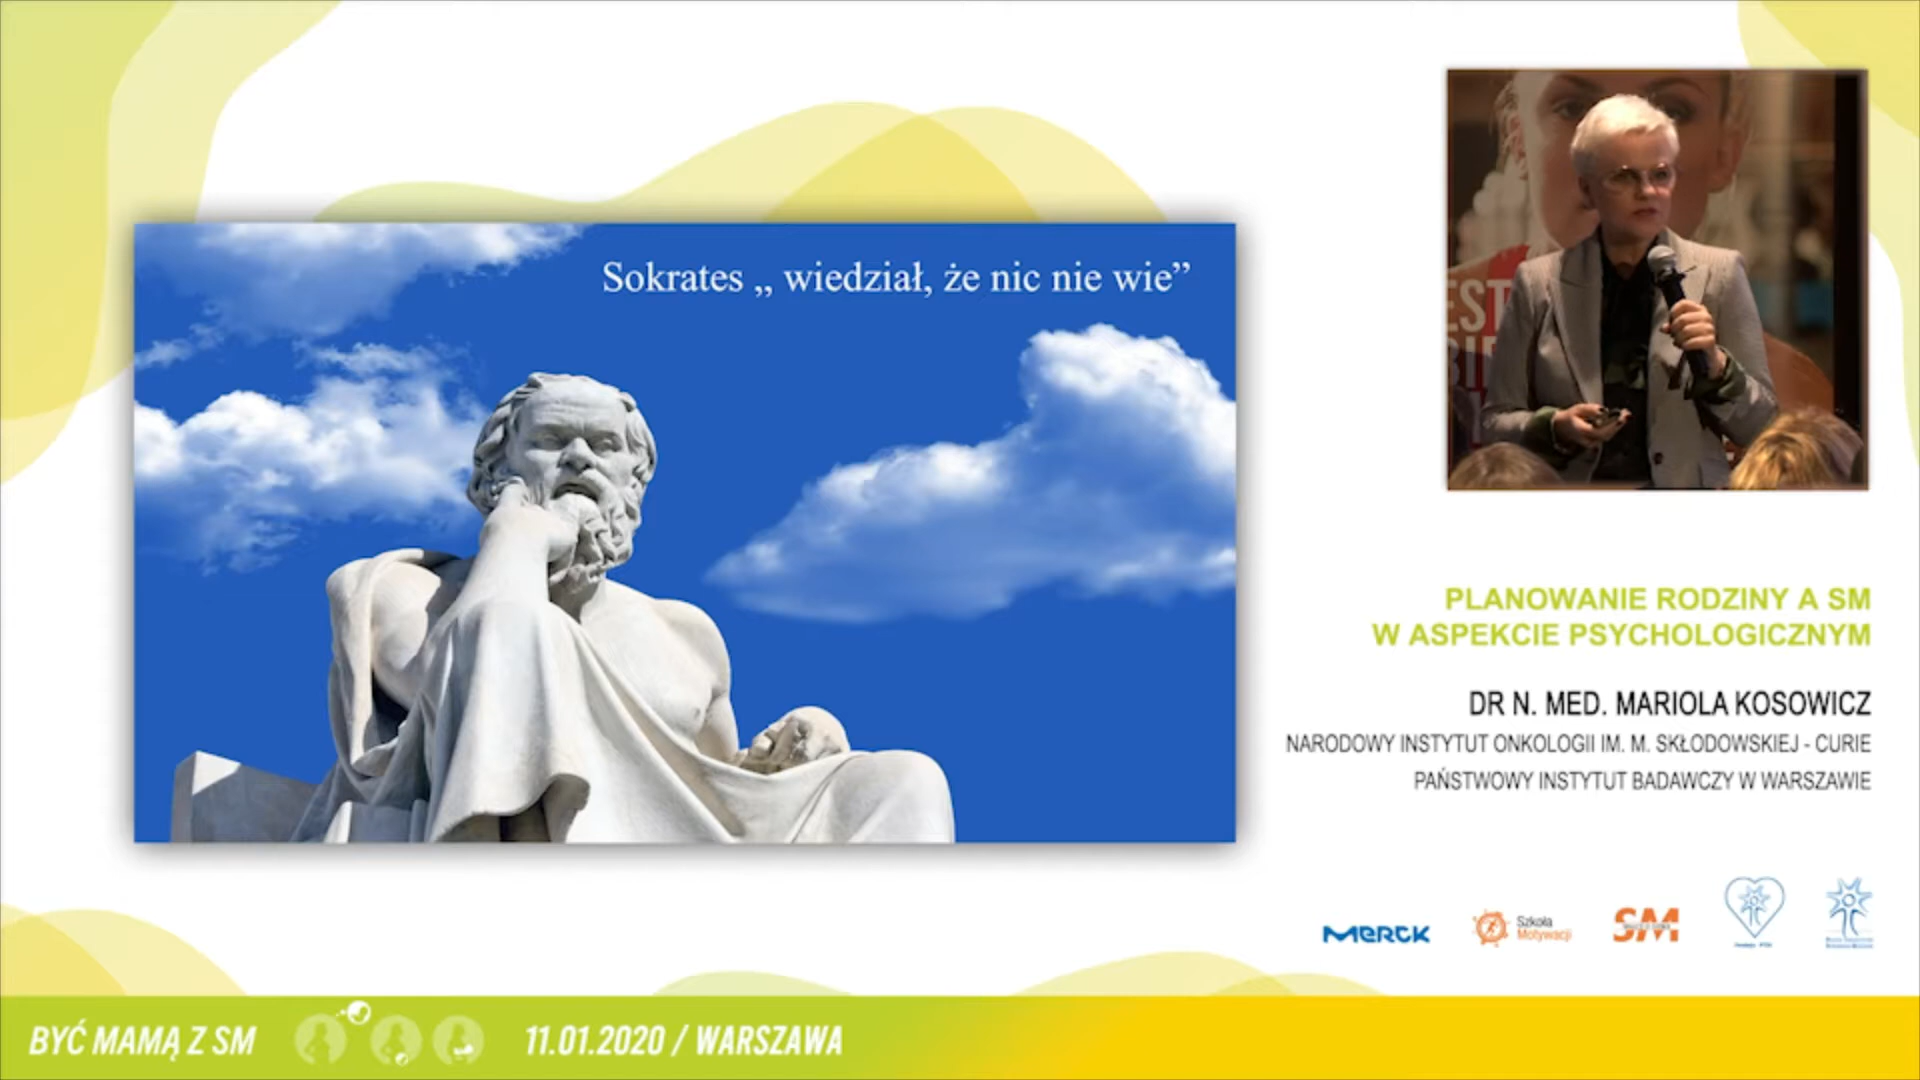 Sokrates „ wiedział, że nic nie wie”
EST
PLANOWANIE RODZINY A SM
W ASPEKCIE PSYCHOLOGICZNYM
DR N. MED. MARIOLA KOSOWICZ
NARODOWY INSTYTUT ONKOLOGII IM. M. SKŁODOWSKIEJ - CURIE
PAŃSTWOWY INSTYTUT BADAWCZY W WARSZAWIE
MERCK
Szkoła
Motywacji
SM
BYĆ MAMĄ Z SM
11.01.2020 / WARSZAWA